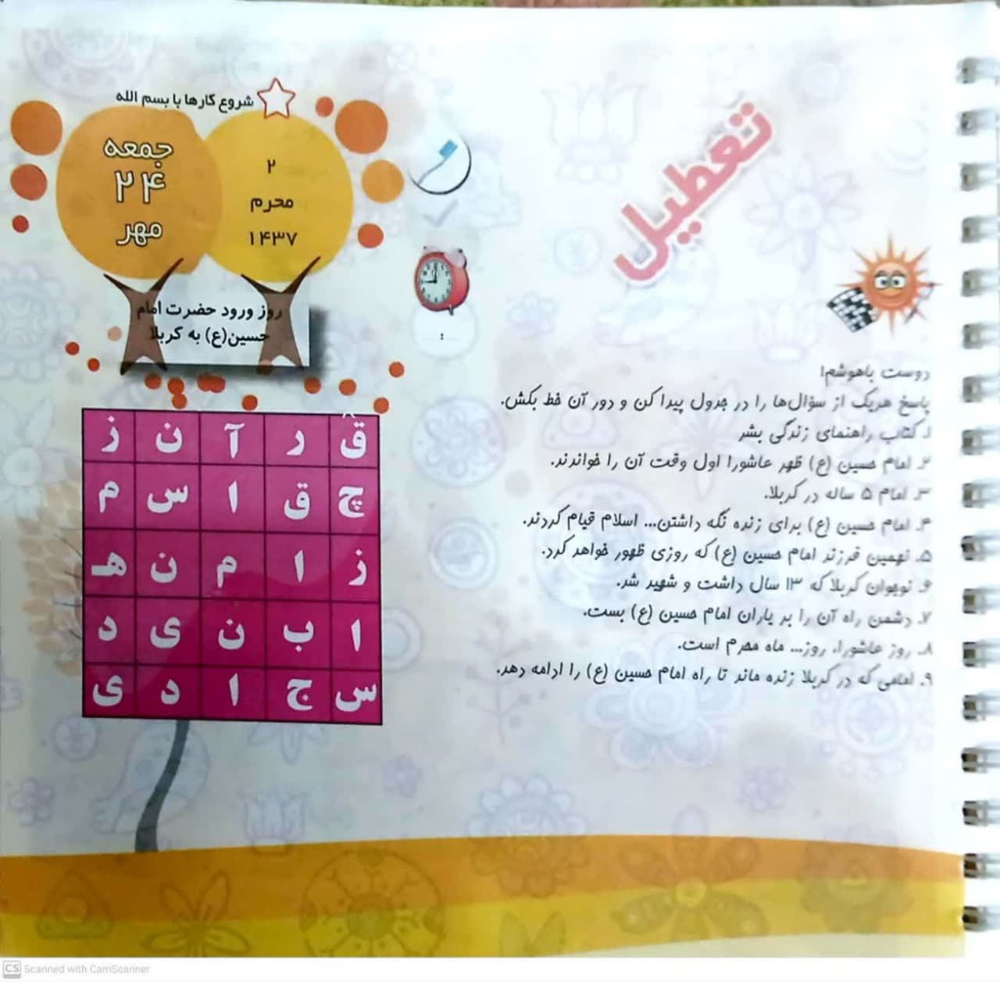 شروع کارها با بسم الله
جمعه
۲۴
مهر
۲
محرم
۱۴۳۷
روز ورود حضرت امام
حسین(ع) به کربلا
تعطیل
:
دوست باهوشم!
پاسخ هریک از سؤال‌ها را در جدول پیدا کن و دور آن خط بکش.
۱. کتاب راهنمای زندگی بشر
۲. امام حسین (ع) ظهر عاشورا اول وقت آن را خواندند.
۳. امام ۵ ساله در کربلا.
۴. امام حسین (ع) برای زنده نگه داشتن... اسلام قیام کردند.
۵. نهمین فرزند امام حسین (ع) که روزی ظهور خواهد کرد.
۶. نوجوان کربلا که ۱۳ سال داشت و شهید شد.
۷. دشمن راه آن را بر یاران امام حسین (ع) بست.
۸. روز عاشورا، روز... ماه محرم است.
۹. امامی که در کربلا زنده ماند تا راه امام حسین (ع) را ادامه دهد.
ق ر آ ن ز
چ ق ا س م
ز ا م ن هـ
ا ب ن ی د
س ج ا د ی
CS Scanned with CamScanner